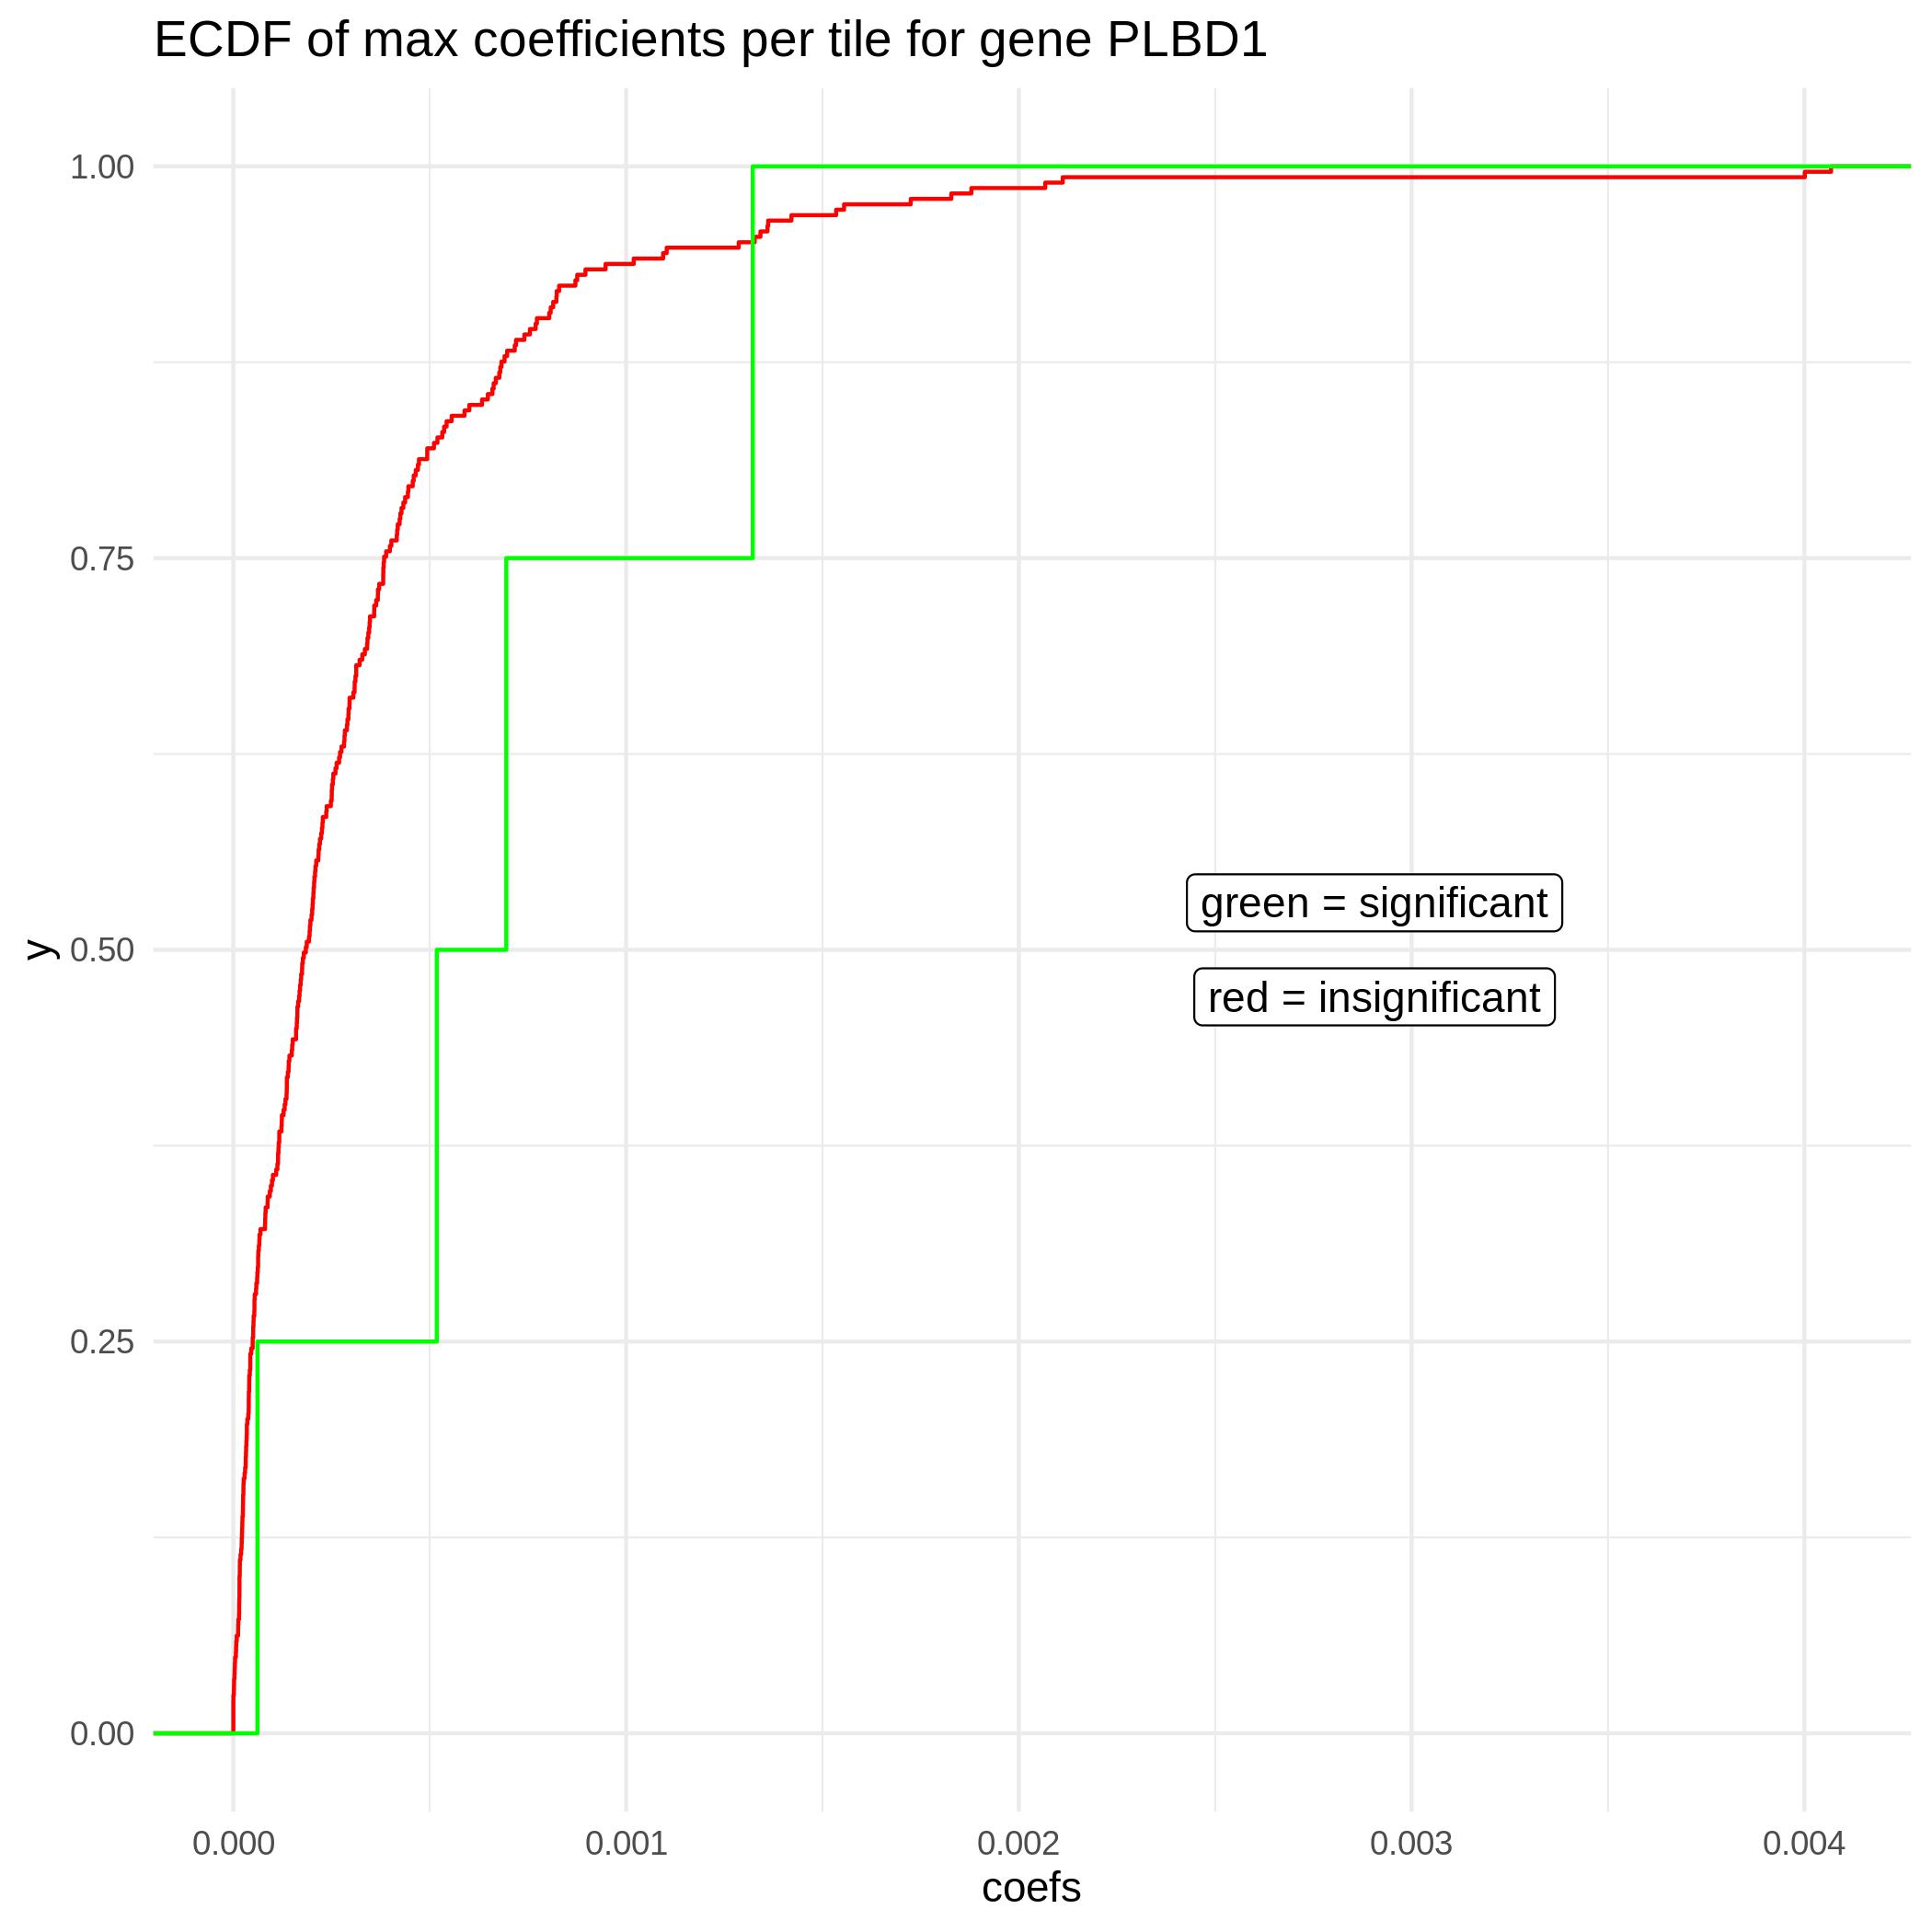 ECDF of max coefficients per tile for gene PLBD1
1.00
0.75
0.50
0.25
0.00
y
green = significant
red = insignificant
0.000 0.001 0.002 0.003 0.004
coefs